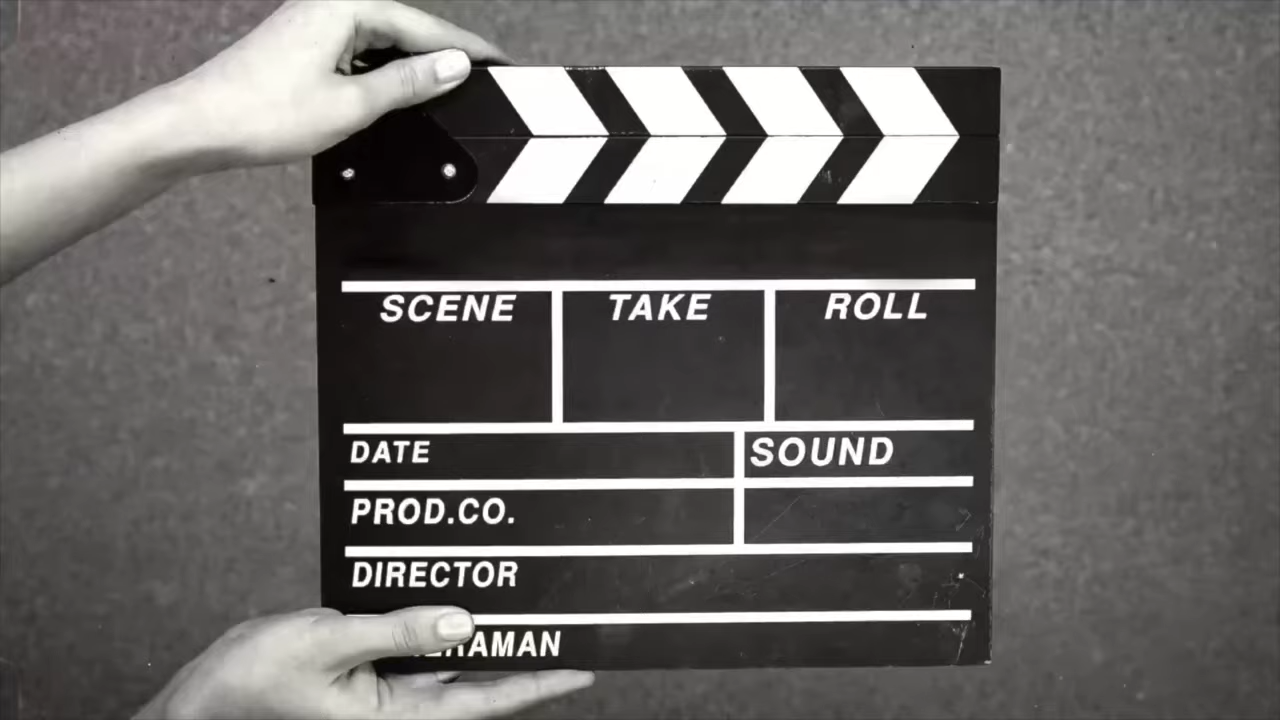 SCENE TAKE ROLL
DATE SOUND
PROD.CO.
DIRECTOR